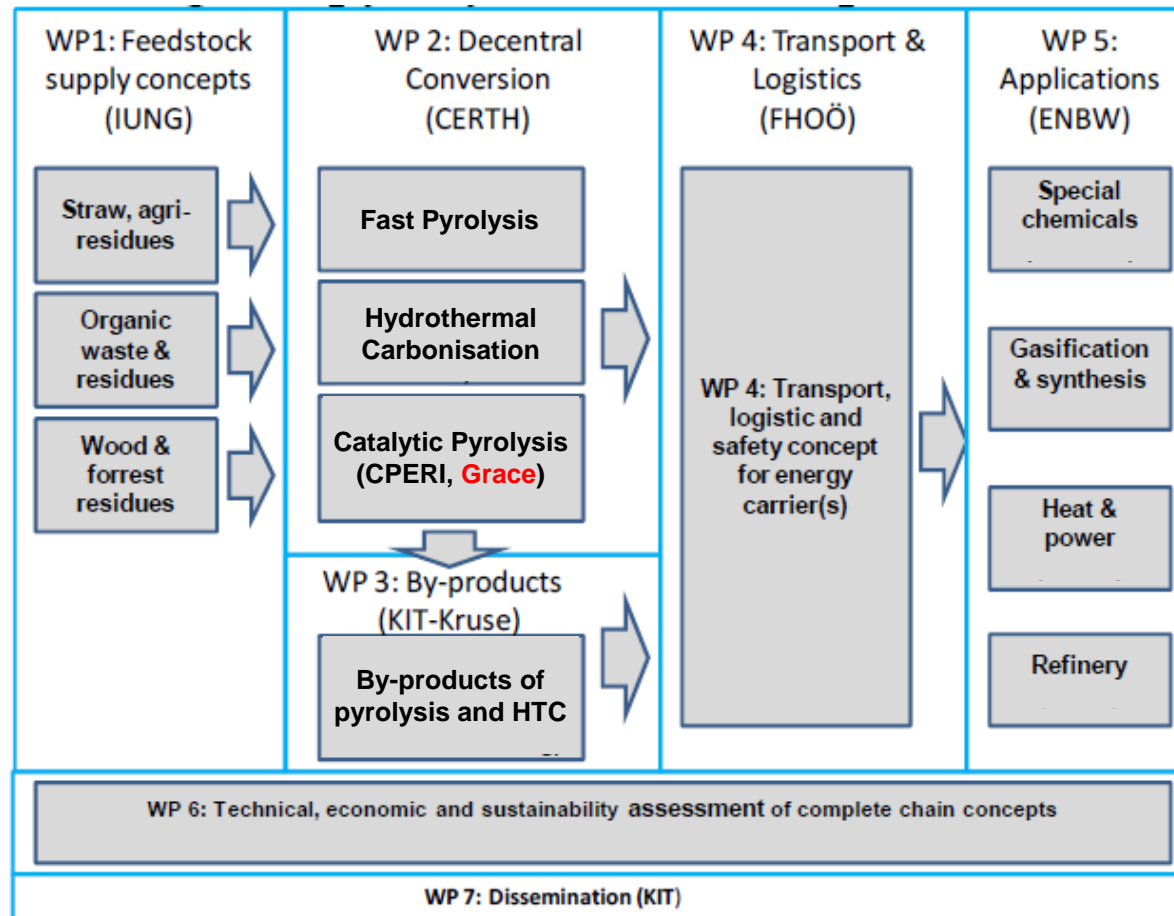 WP1: Feedstock
supply concepts
(IUNG)
Straw, agri-
residues
Organic
waste &
residues
Wood &
forrest
residues
WP 2: Decentral
Conversion
(CERTH)
Fast Pyrolysis
Hydrothermal
Carbonisation
Catalytic Pyrolysis
(CPERI, Grace)
WP 3: By-products
(KIT-Kruse)
By-products of
pyrolysis and HTC
WP 4: Transport &
Logistics
(FHOÖ)
WP 4: Transport,
logistic and
safety concept
for energy
carrier(s)
WP 5:
Applications
(ENBW)
Special
chemicals
Gasification
& synthesis
Heat &
power
Refinery
WP 6: Technical, economic and sustainability assessment of complete chain concepts
WP 7: Dissemination (KIT)